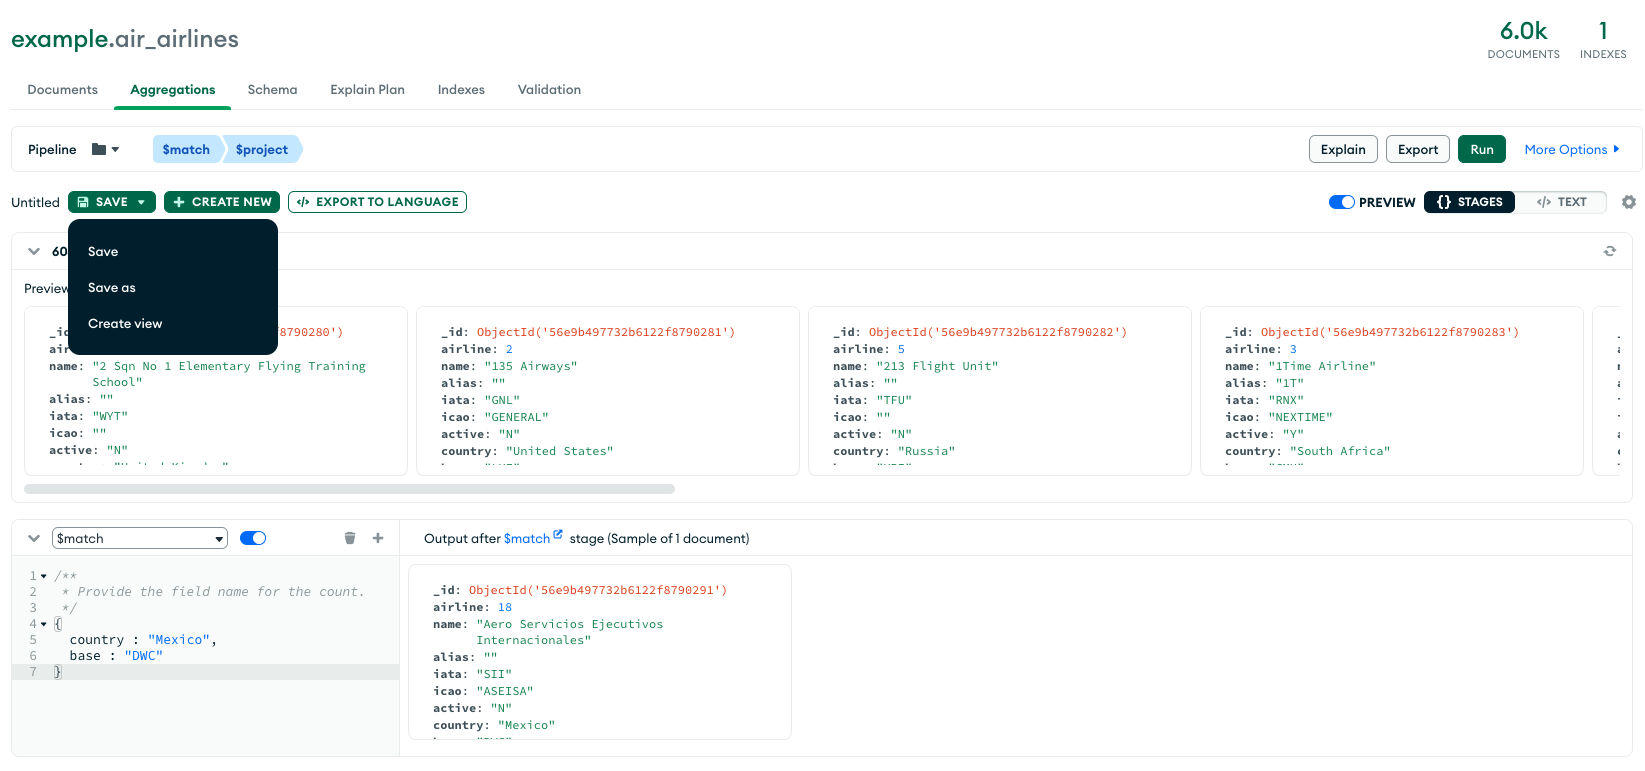 example.air_airlines
6.0k
DOCUMENTS
1
INDEXES
Documents Aggregations Schema Explain Plan Indexes Validation
Pipeline $match $project Explain Export Run More Options
Untitled SAVE CREATE NEW EXPORT TO LANGUAGE PREVIEW {} STAGES </> TEXT
Save
Save as
Create view
60
Preview
_id
f8790280')
air
name: "2 Sqn No 1 Elementary Flying Training
School"
alias: ""
iata: "WYT"
icao: ""
active: "N"
_id: ObjectId('56e9b497732b6122f8790281')
airline: 2
name: "135 Airways"
alias: ""
iata: "GNL"
icao: "GENERAL"
active: "N"
country: "United States"
_id: ObjectId('56e9b497732b6122f8790282')
airline: 5
name: "213 Flight Unit"
alias: ""
iata: "TFU"
icao: ""
active: "N"
country: "Russia"
_id: ObjectId('56e9b497732b6122f8790283')
airline: 3
name: "1Time Airline"
alias: "1T"
iata: "RNX"
icao: "NEXTIME"
active: "Y"
country: "South Africa"
$match
Output after $match stage (Sample of 1 document)
1 /**
2 * Provide the field name for the count.
3 */
4 {
5 country : "Mexico",
6 base : "DWC"
7 }
_id: ObjectId('56e9b497732b6122f8790291')
airline: 18
name: "Aero Servicios Ejecutivos
Internacionales"
alias: ""
iata: "SII"
icao: "ASEISA"
active: "N"
country: "Mexico"